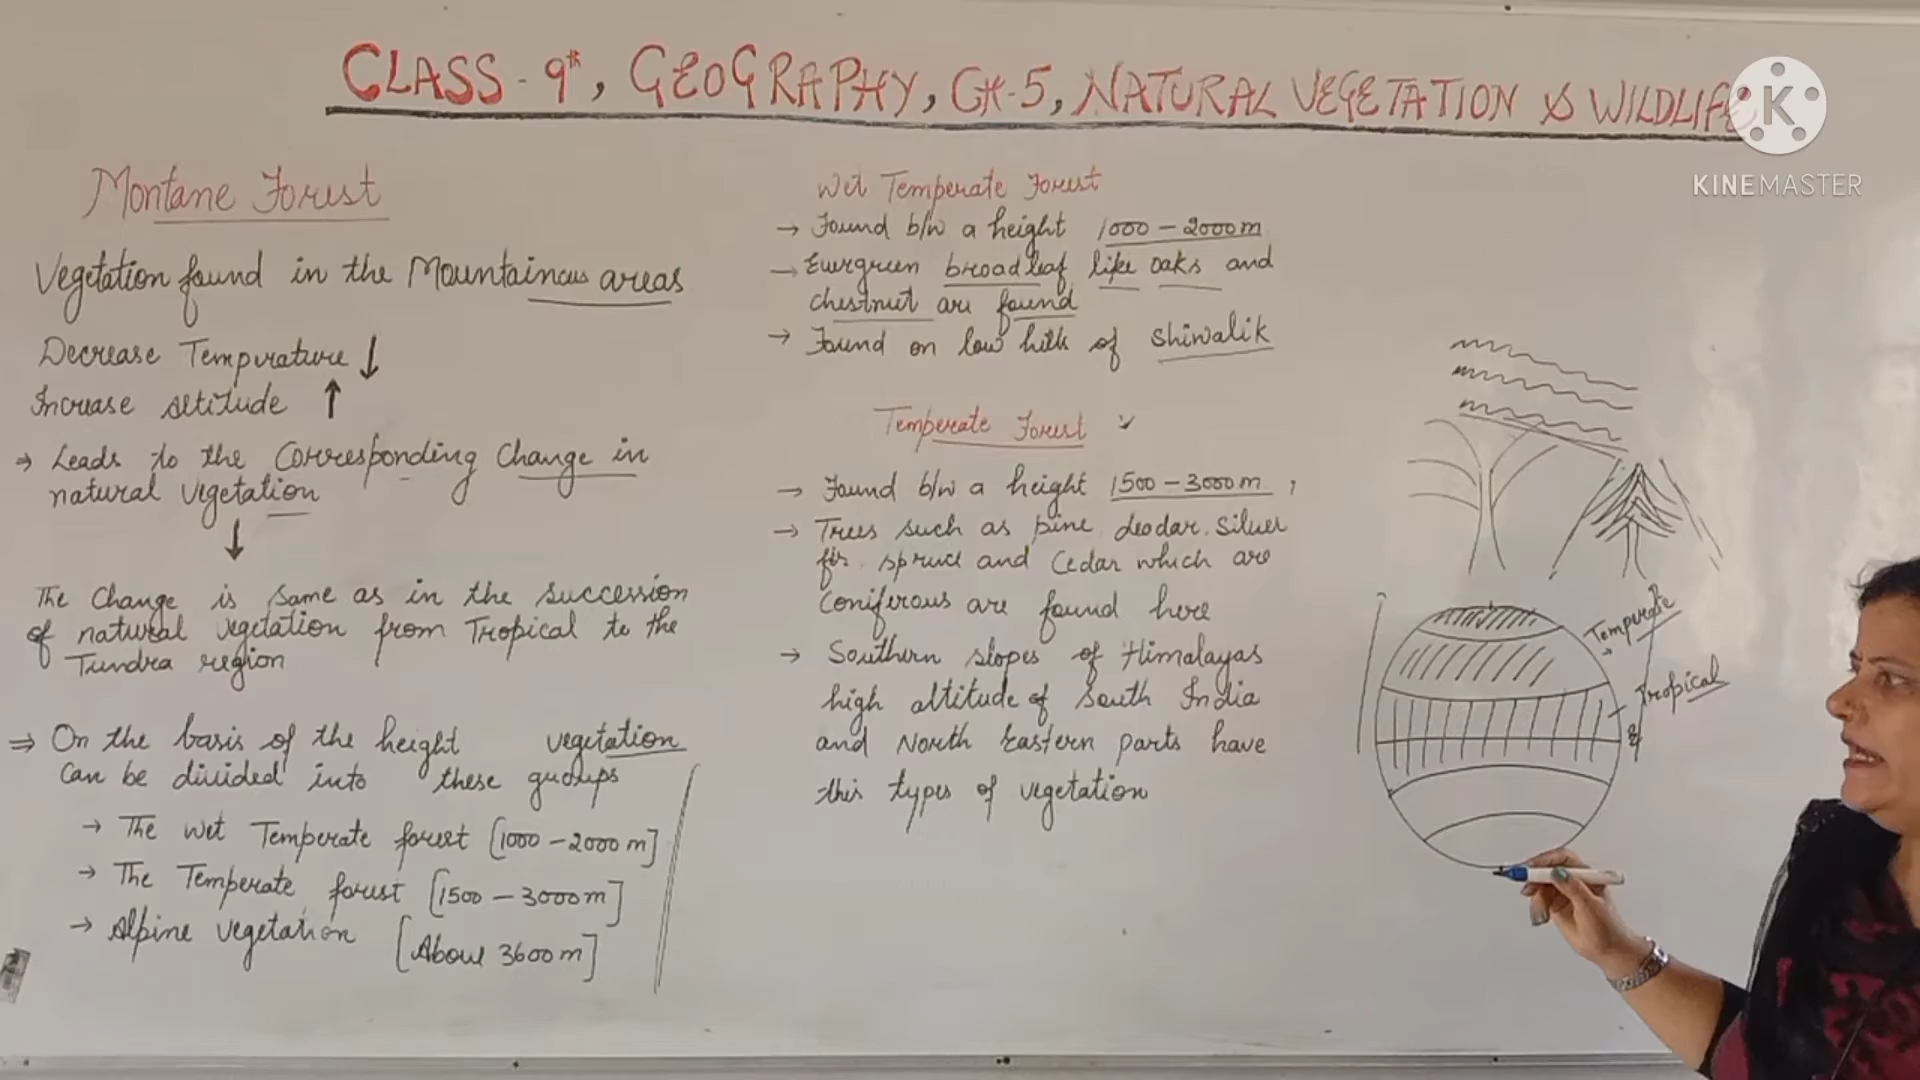 CLASS-9th, GEOGRAPHY, CH-5, NATURAL VEGETATION & WILDLIFE
KINEMASTER
Montane Forest
Vegetation found in the Mountainous areas
Decrease Temperature ↓
Increase altitude ↑
⇒ Leads to the Corresponding Change in
natural vegetation
↓
The Change is same as in the succession
of natural vegetation from Tropical to the
Tundra region
⇒ On the basis of the height vegetation
Can be divided into these groups
→ The wet Temperate forest [1000-2000m]
→ The Temperate forest [1500-3000m]
→ Alpine vegetation [Above 3600m]
Wet Temperate Forest
→ Found b/w a height 1000-2000m
→ Evergreen broadleaf like oaks and
chestnut are found
→ Found on low hills of Shiwalik
Temperate Forest
→ Found b/w a height 1500-3000m,
→ Trees such as pine, deodar, silver
fir, spruce and Cedar which are
Coniferous are found here
→ Southern slopes of Himalayas
high altitude of South India
and North Eastern parts have
this types of vegetation
Temperate
Tropical